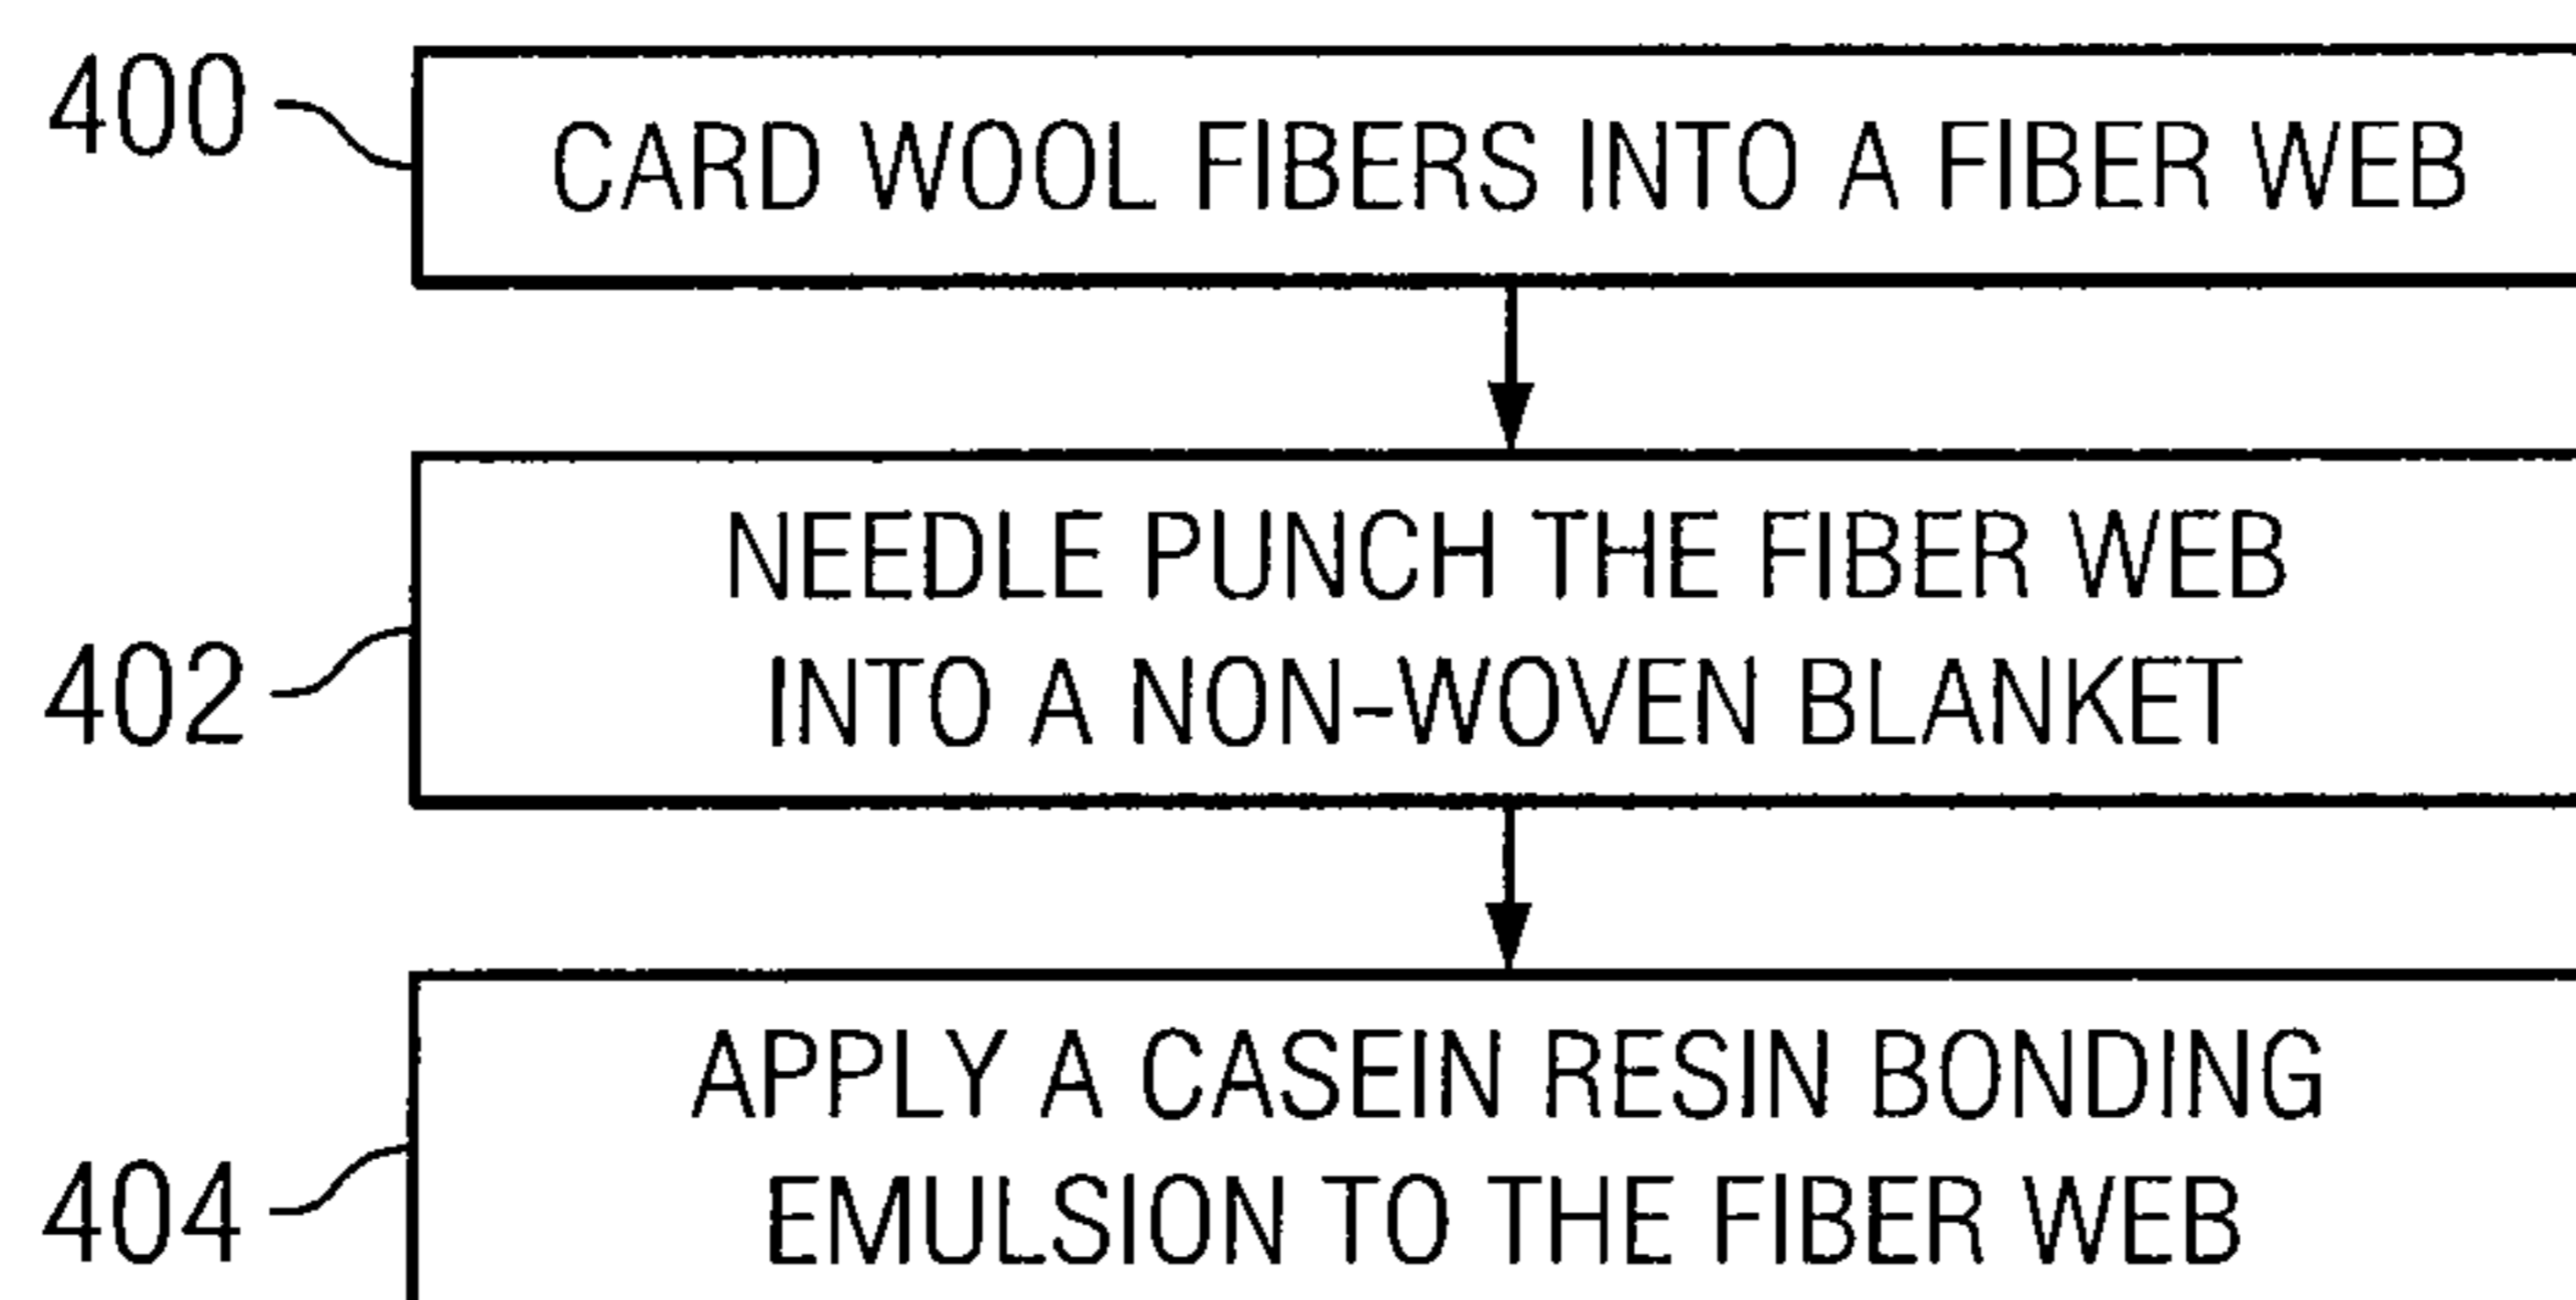 400
CARD WOOL FIBERS INTO A FIBER WEB
402
NEEDLE PUNCH THE FIBER WEB
INTO A NON-WOVEN BLANKET
404
APPLY A CASEIN RESIN BONDING
EMULSION TO THE FIBER WEB